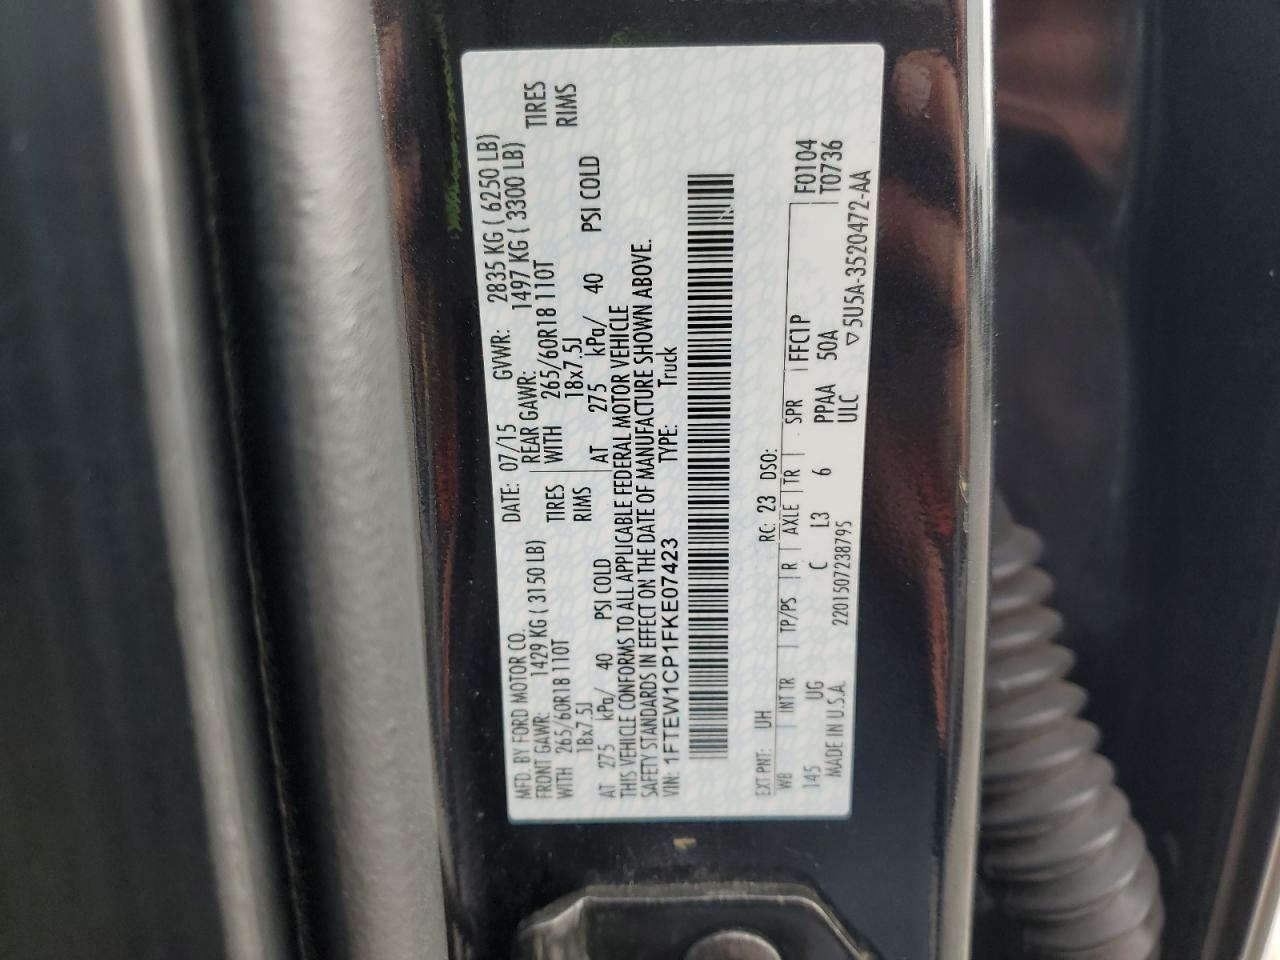 MFD. BY FORD MOTOR CO.
DATE: 07/15 GVWR: 2835 KG ( 6250 LB)
FRONT GAWR: 1429 KG ( 3150 LB) REAR GAWR: 1497 KG ( 3300 LB)
WITH 265/60R18 110T TIRES WITH 265/60R18 110T TIRES
18x7.5J RIMS 18x7.5J RIMS
AT 275 kPa/ 40 PSI COLD AT 275 kPa/ 40 PSI COLD
THIS VEHICLE CONFORMS TO ALL APPLICABLE FEDERAL MOTOR VEHICLE
SAFETY STANDARDS IN EFFECT ON THE DATE OF MANUFACTURE SHOWN ABOVE.
VIN: 1FTEW1CP1FKE07423 TYPE: Truck
EXT PNT: UH RC: 23 DSO:
WB INT TR TP/PS R AXLE TR SPR FFC1P F0104
145 UG C L3 6 PPAA 50A T0736
MADE IN U.S.A. 2201507238795 ULC ▽5U5A-3520472-AA